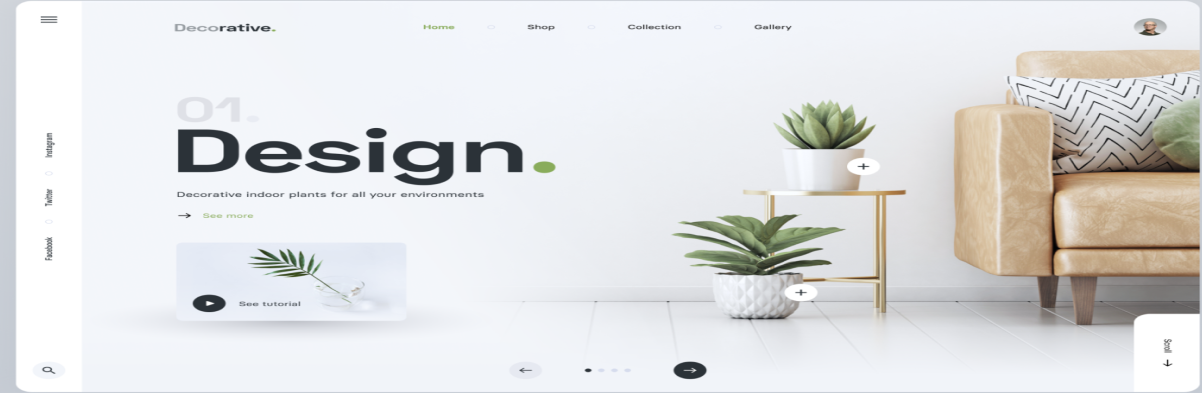 Decorative.
Home
Shop
Collection
Gallery
Instagram
Twitter
Facebook
01.
Design.
Decorative indoor plants for all your environments
See more
See tutorial
Scroll